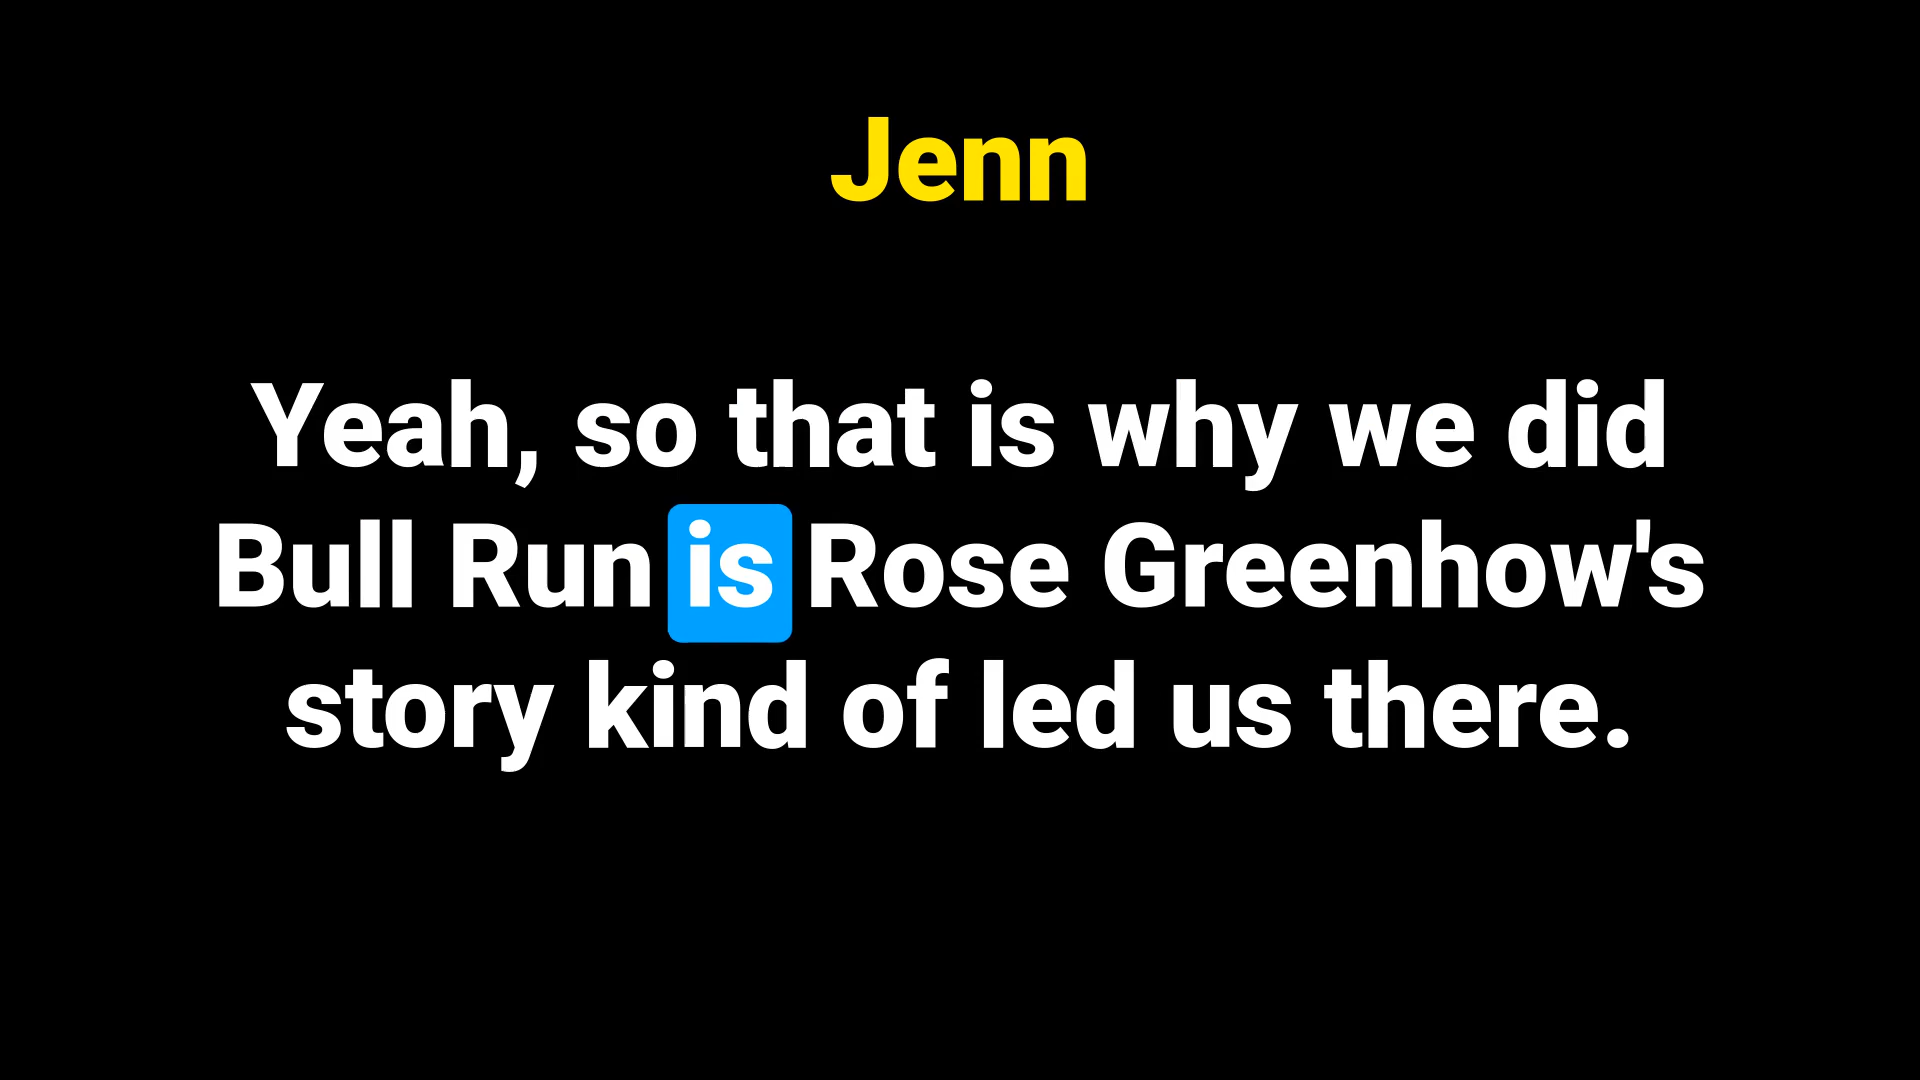 Jenn
Yeah, so that is why we did
Bull Run is Rose Greenhow's
story kind of led us there.